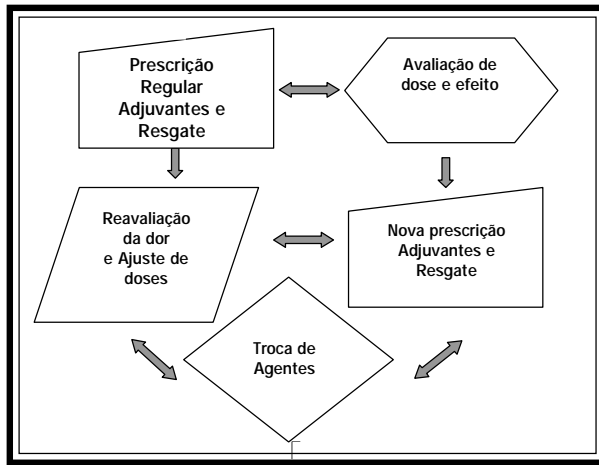 Prescrição
Regular
Adjuvantes e
Resgate
Avaliação de
dose e efeito
Reavaliação
da dor
e Ajuste de
doses
Nova prescrição
Adjuvantes e
Resgate
Troca de
Agentes